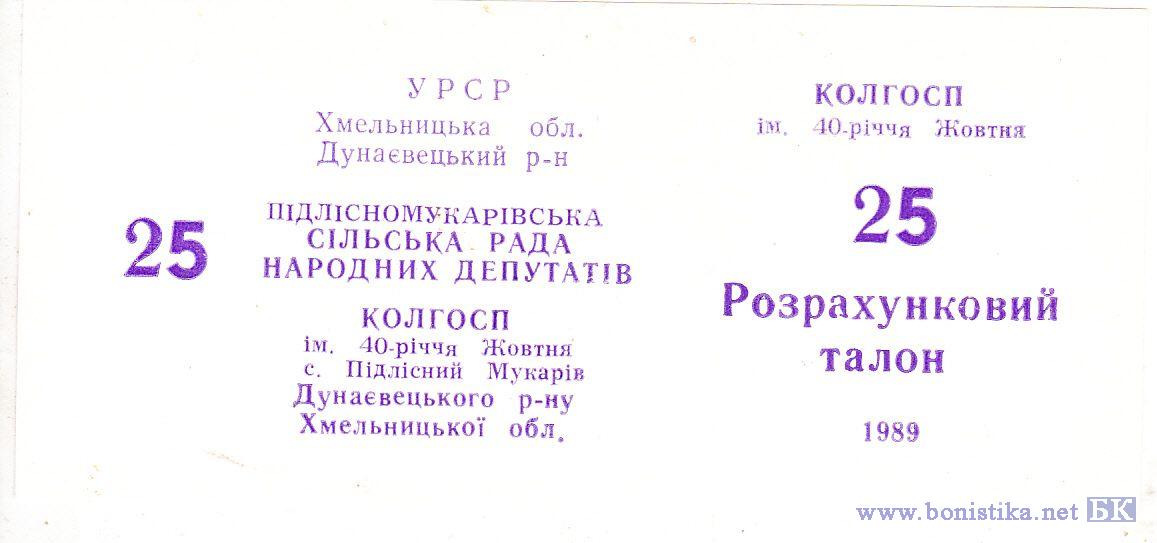 УРСР
Хмельницька обл.
Дунаєвецький р-н
25
ПІДЛІСНОМУКАРІВСЬКА
СІЛЬСЬКА РАДА
НАРОДНИХ ДЕПУТАТІВ
КОЛГОСП
ім. 40-річчя Жовтня
с. Підлісний Мукарів
Дунаєвецького р-ну
Хмельницької обл.
КОЛГОСП
ім. 40-річчя Жовтня
25
Розрахунковий
талон
1989
www.bonistika.net БК